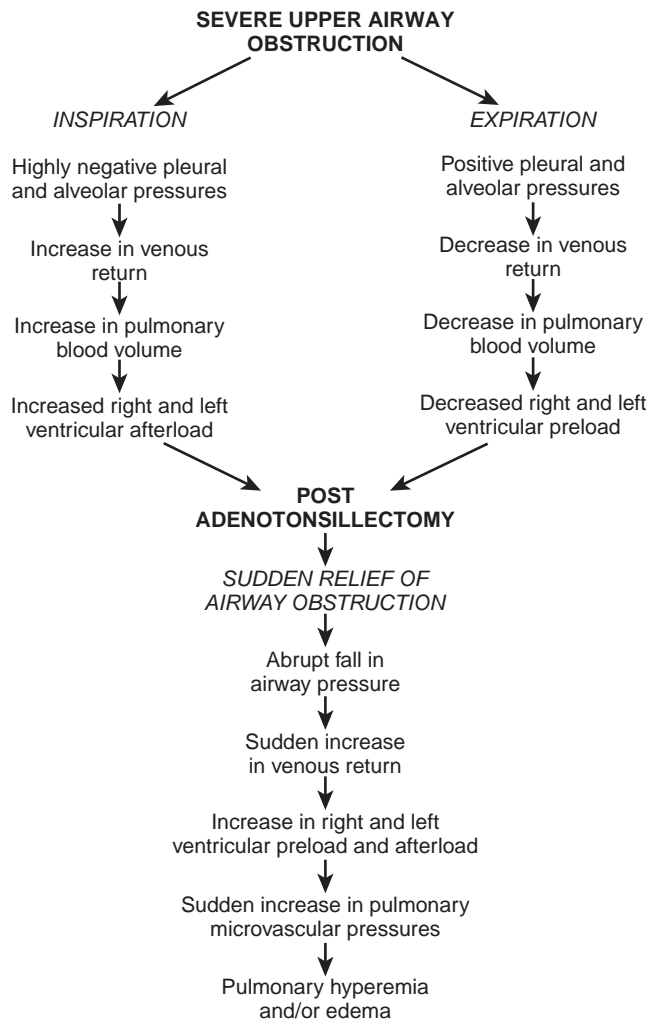 SEVERE UPPER AIRWAY
OBSTRUCTION
INSPIRATION
Highly negative pleural
and alveolar pressures
Increase in venous
return
Increase in pulmonary
blood volume
Increased right and left
ventricular afterload
EXPIRATION
Positive pleural and
alveolar pressures
Decrease in venous
return
Decrease in pulmonary
blood volume
Decreased right and left
ventricular preload
POST
ADENOTONSILLECTOMY
SUDDEN RELIEF OF
AIRWAY OBSTRUCTION
Abrupt fall in
airway pressure
Sudden increase
in venous return
Increase in right and left
ventricular preload and afterload
Sudden increase in pulmonary
microvascular pressures
Pulmonary hyperemia
and/or edema